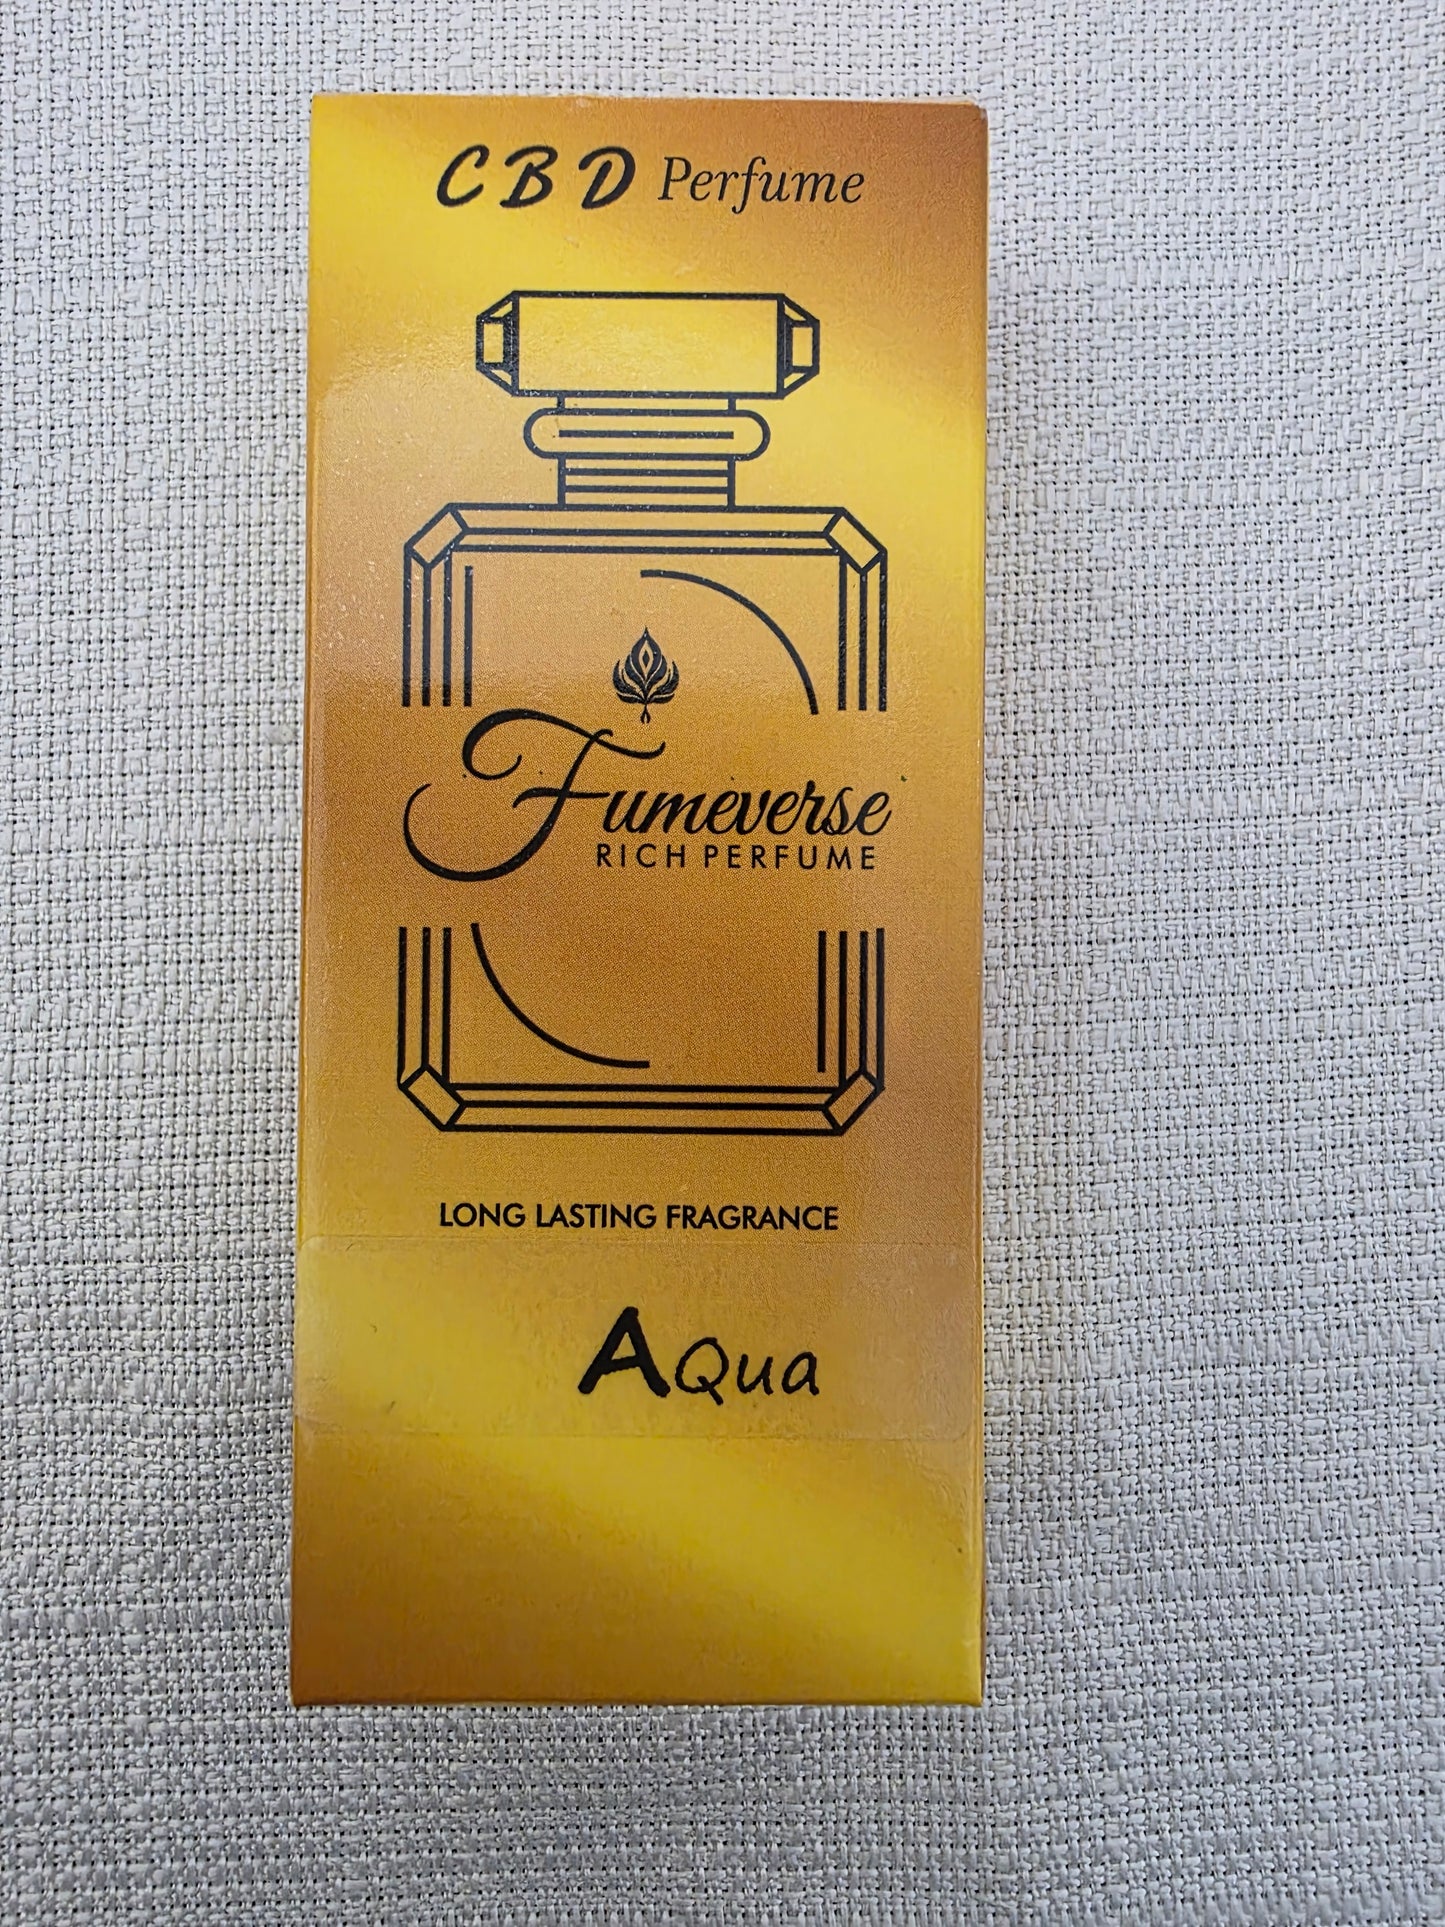 CBD Perfume
Fumeverse
RICH PERFUME
LONG LASTING FRAGRANCE
AQua